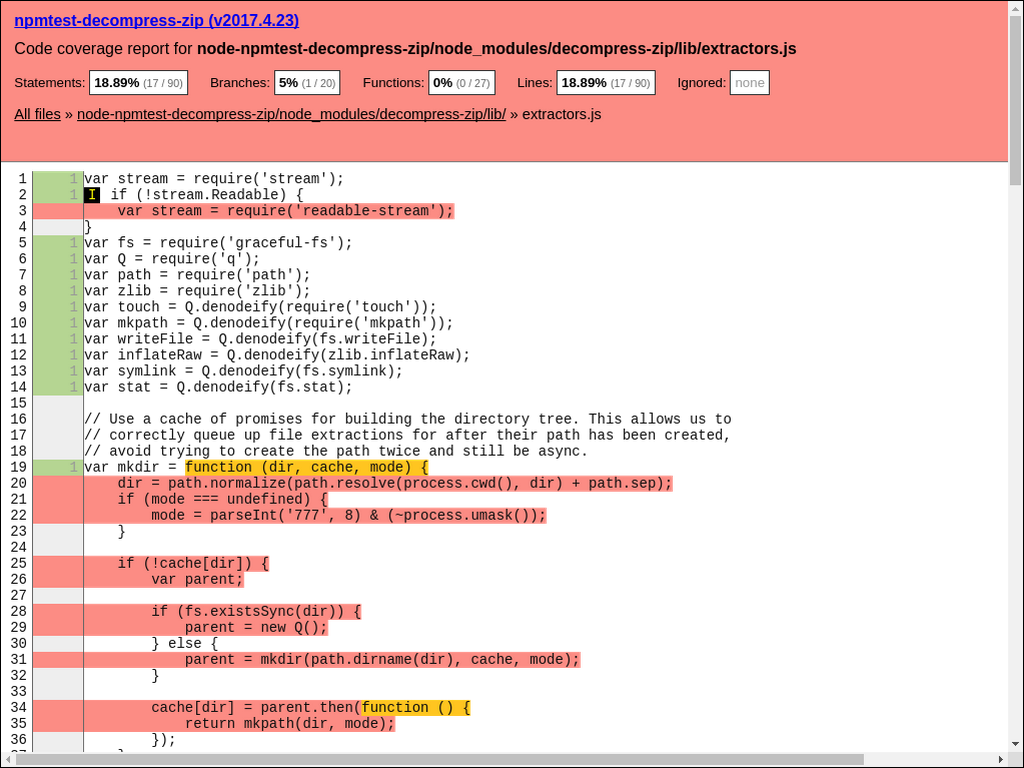 npmtest-decompress-zip (v2017.4.23)
Code coverage report for node-npmtest-decompress-zip/node_modules/decompress-zip/lib/extractors.js
Statements: 18.89% (17 / 90) Branches: 5% (1 / 20) Functions: 0% (0 / 27) Lines: 18.89% (17 / 90) Ignored: none
All files » node-npmtest-decompress-zip/node_modules/decompress-zip/lib/ » extractors.js
1 1 var stream = require('stream');
2 1 I if (!stream.Readable) {
3     var stream = require('readable-stream');
4 }
5 1 var fs = require('graceful-fs');
6 1 var Q = require('q');
7 1 var path = require('path');
8 1 var zlib = require('zlib');
9 1 var touch = Q.denodeify(require('touch'));
10 1 var mkpath = Q.denodeify(require('mkpath'));
11 1 var writeFile = Q.denodeify(fs.writeFile);
12 1 var inflateRaw = Q.denodeify(zlib.inflateRaw);
13 1 var symlink = Q.denodeify(fs.symlink);
14 1 var stat = Q.denodeify(fs.stat);
15
16 // Use a cache of promises for building the directory tree. This allows us to
17 // correctly queue up file extractions for after their path has been created,
18 // avoid trying to create the path twice and still be async.
19 1 var mkdir = function (dir, cache, mode) {
20     dir = path.normalize(path.resolve(process.cwd(), dir) + path.sep);
21     if (mode === undefined) {
22         mode = parseInt('777', 8) & (~process.umask());
23     }
24
25     if (!cache[dir]) {
26         var parent;
27
28         if (fs.existsSync(dir)) {
29             parent = new Q();
30         } else {
31             parent = mkdir(path.dirname(dir), cache, mode);
32         }
33
34         cache[dir] = parent.then(function () {
35             return mkpath(dir, mode);
36         });